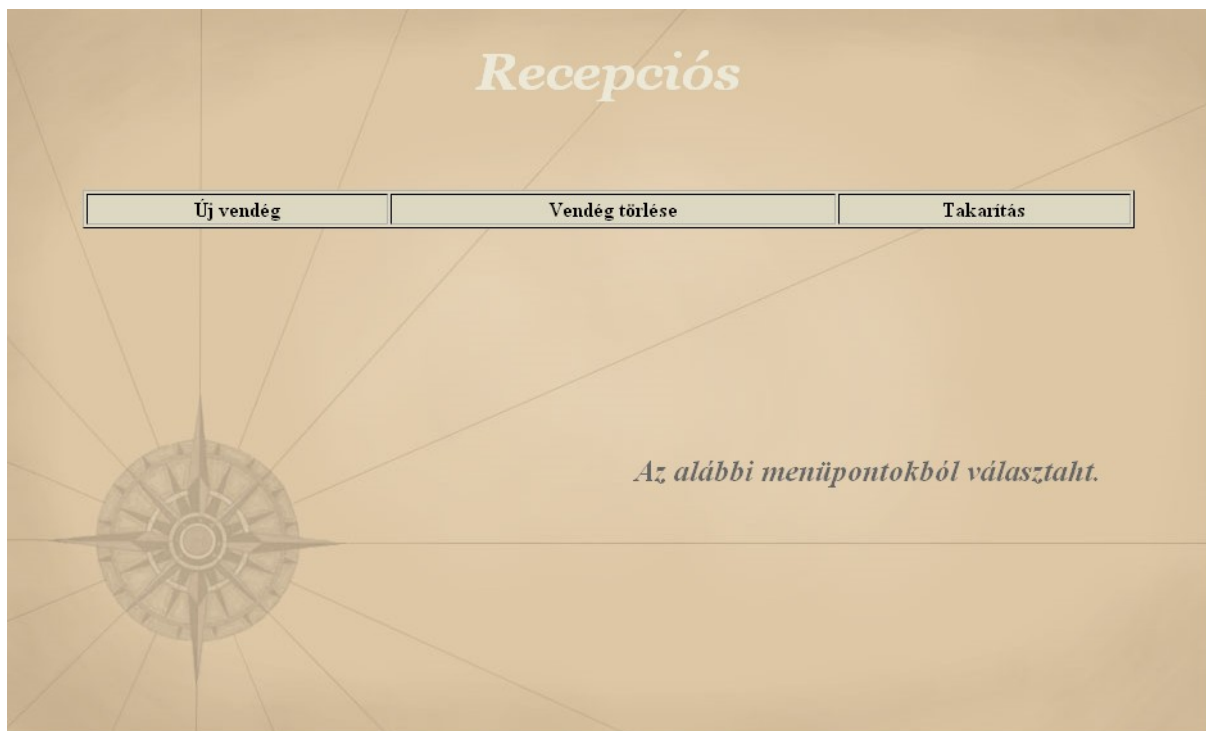 Recepciós
Új vendég Vendég törlése Takarítás
Az alábbi menüpontokból választaht.